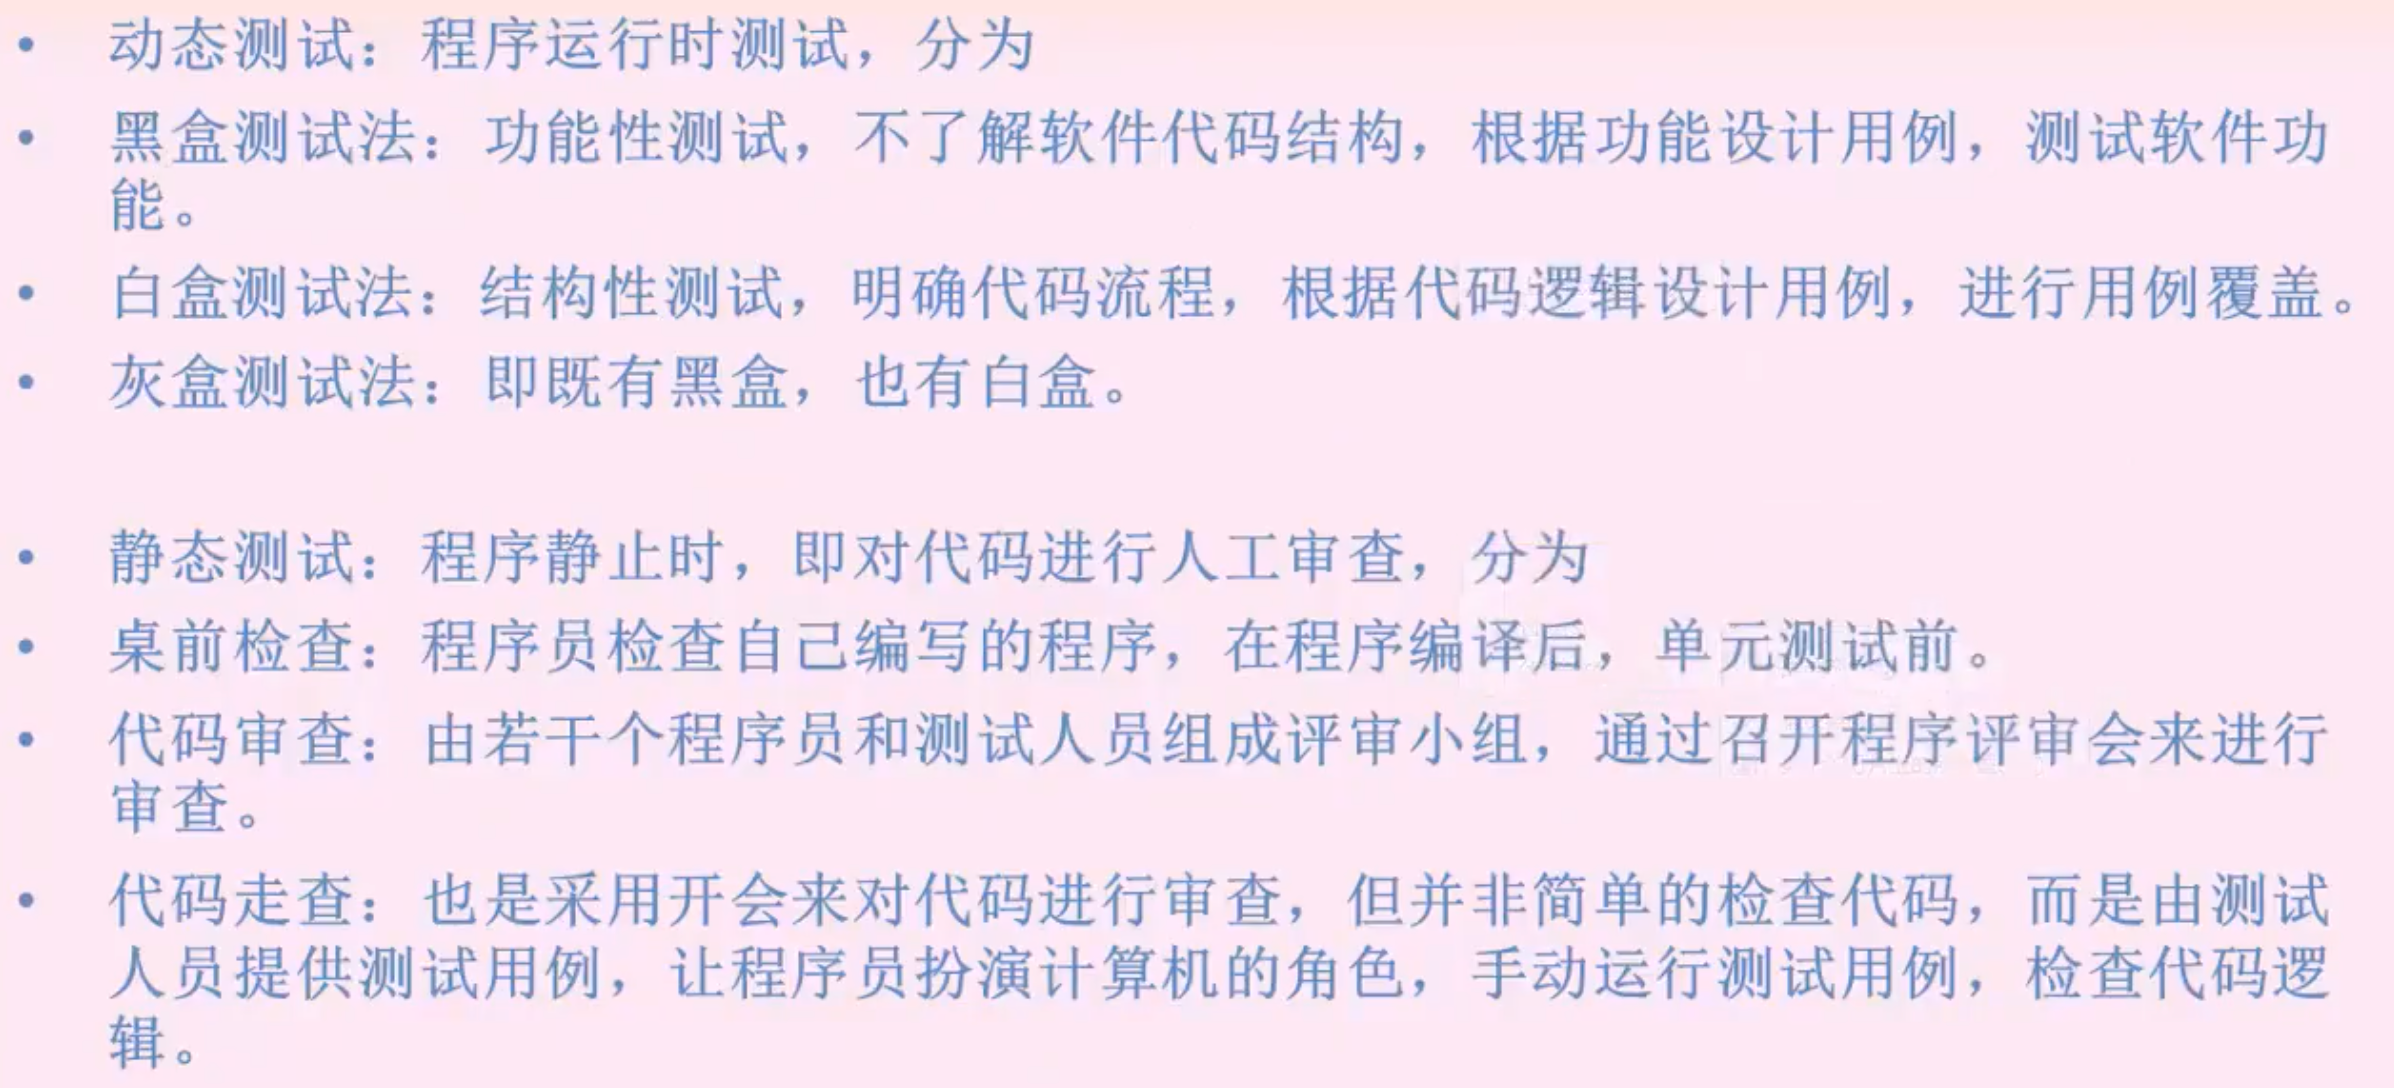 • 动态测试：程序运行时测试，分为
• 黑盒测试法：功能性测试，不了解软件代码结构，根据功能设计用例，测试软件功
能。
• 白盒测试法：结构性测试，明确代码流程，根据代码逻辑设计用例，进行用例覆盖。
• 灰盒测试法：即既有黑盒，也有白盒。
• 静态测试：程序静止时，即对代码进行人工审查，分为
• 桌前检查：程序员检查自己编写的程序，在程序编译后，单元测试前。
• 代码审查：由若干个程序员和测试人员组成评审小组，通过召开程序评审会来进行
审查。
• 代码走查：也是采用开会来对代码进行审查，但并非简单的检查代码，而是由测试
人员提供测试用例，让程序员扮演计算机的角色，手动运行测试用例，检查代码逻
辑。